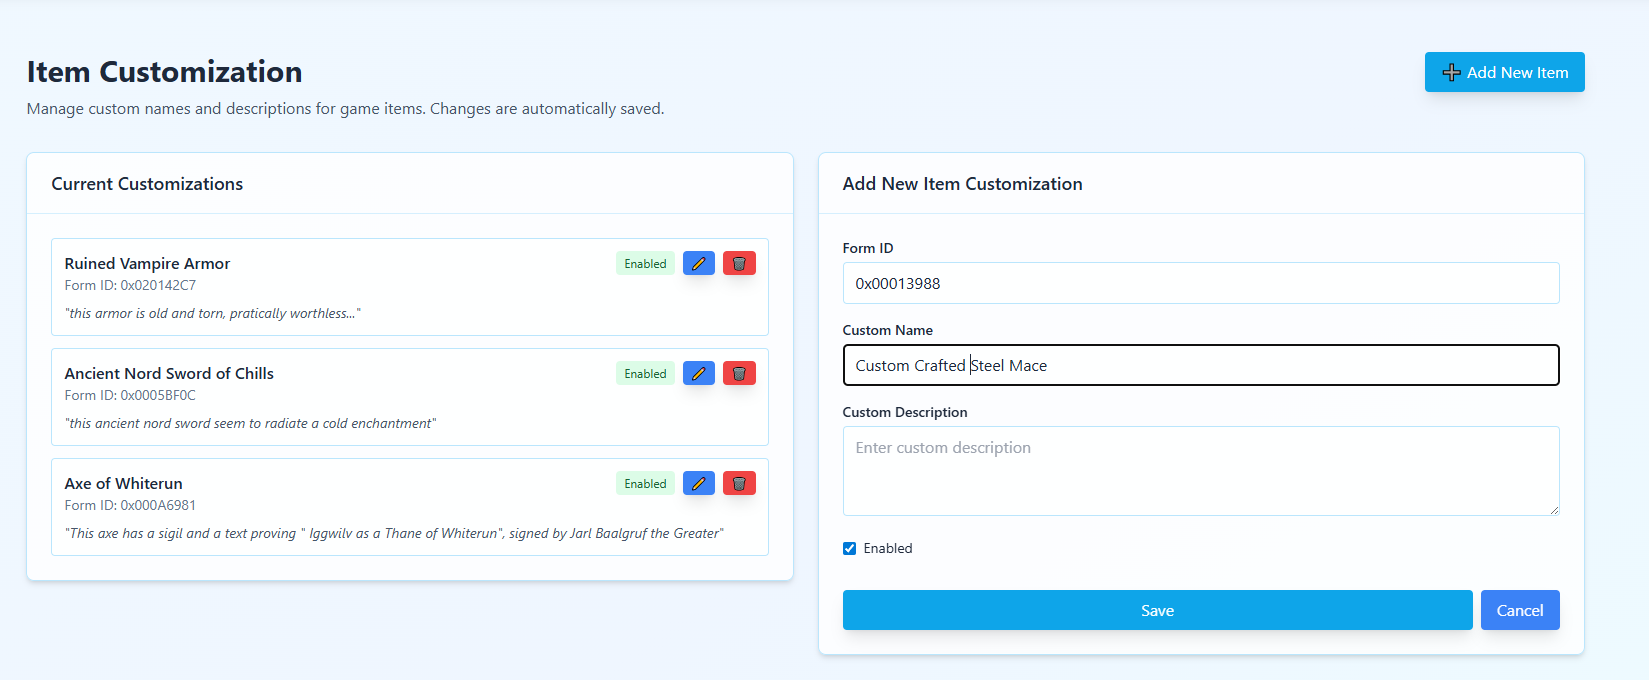 Item Customization
Manage custom names and descriptions for game items. Changes are automatically saved.
Add New Item
Current Customizations
Ruined Vampire Armor
Enabled
Form ID: 0x020142C7
"this armor is old and torn, pratically worthless..."
Ancient Nord Sword of Chills
Enabled
Form ID: 0x0005BF0C
"this ancient nord sword seem to radiate a cold enchantment"
Axe of Whiterun
Enabled
Form ID: 0x000A6981
"This axe has a sigil and a text proving " Iggwilv as a Thane of Whiterun", signed by Jarl Baalgruf the Greater"
Add New Item Customization
Form ID
0x00013988
Custom Name
Custom Crafted Steel Mace
Custom Description
Enter custom description
Enabled
Save
Cancel